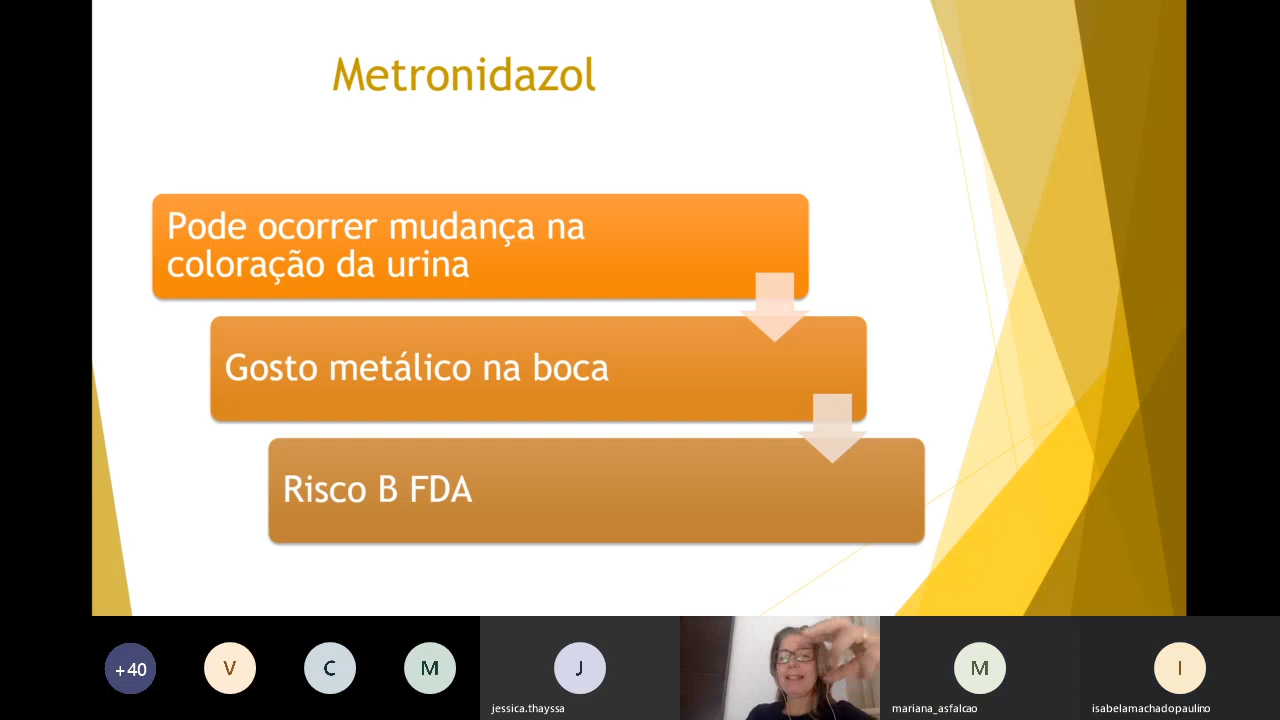 Metronidazol
Pode ocorrer mudança na
coloração da urina
Gosto metálico na boca
Risco B FDA
+40
V
C
M
J
M
I
jessica.thayssa
mariana_asfalcao
isabelamachadopaulino